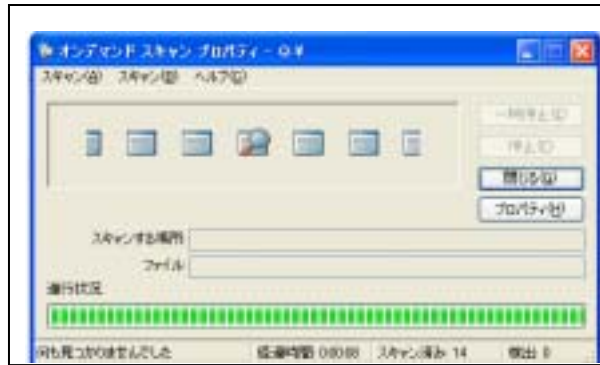 オンデマンド スキャン プロパティ - Q:¥
スキャン(A) スキャン(D) ヘルプ(G)
一時停止(E)
停止(E)
閉じる(Q)
プロパティ(H)
スキャンする場所
ファイル
進行状況
何も見つかりませんでした 経過時間 0:00:08 スキャン済み 14 検出 0